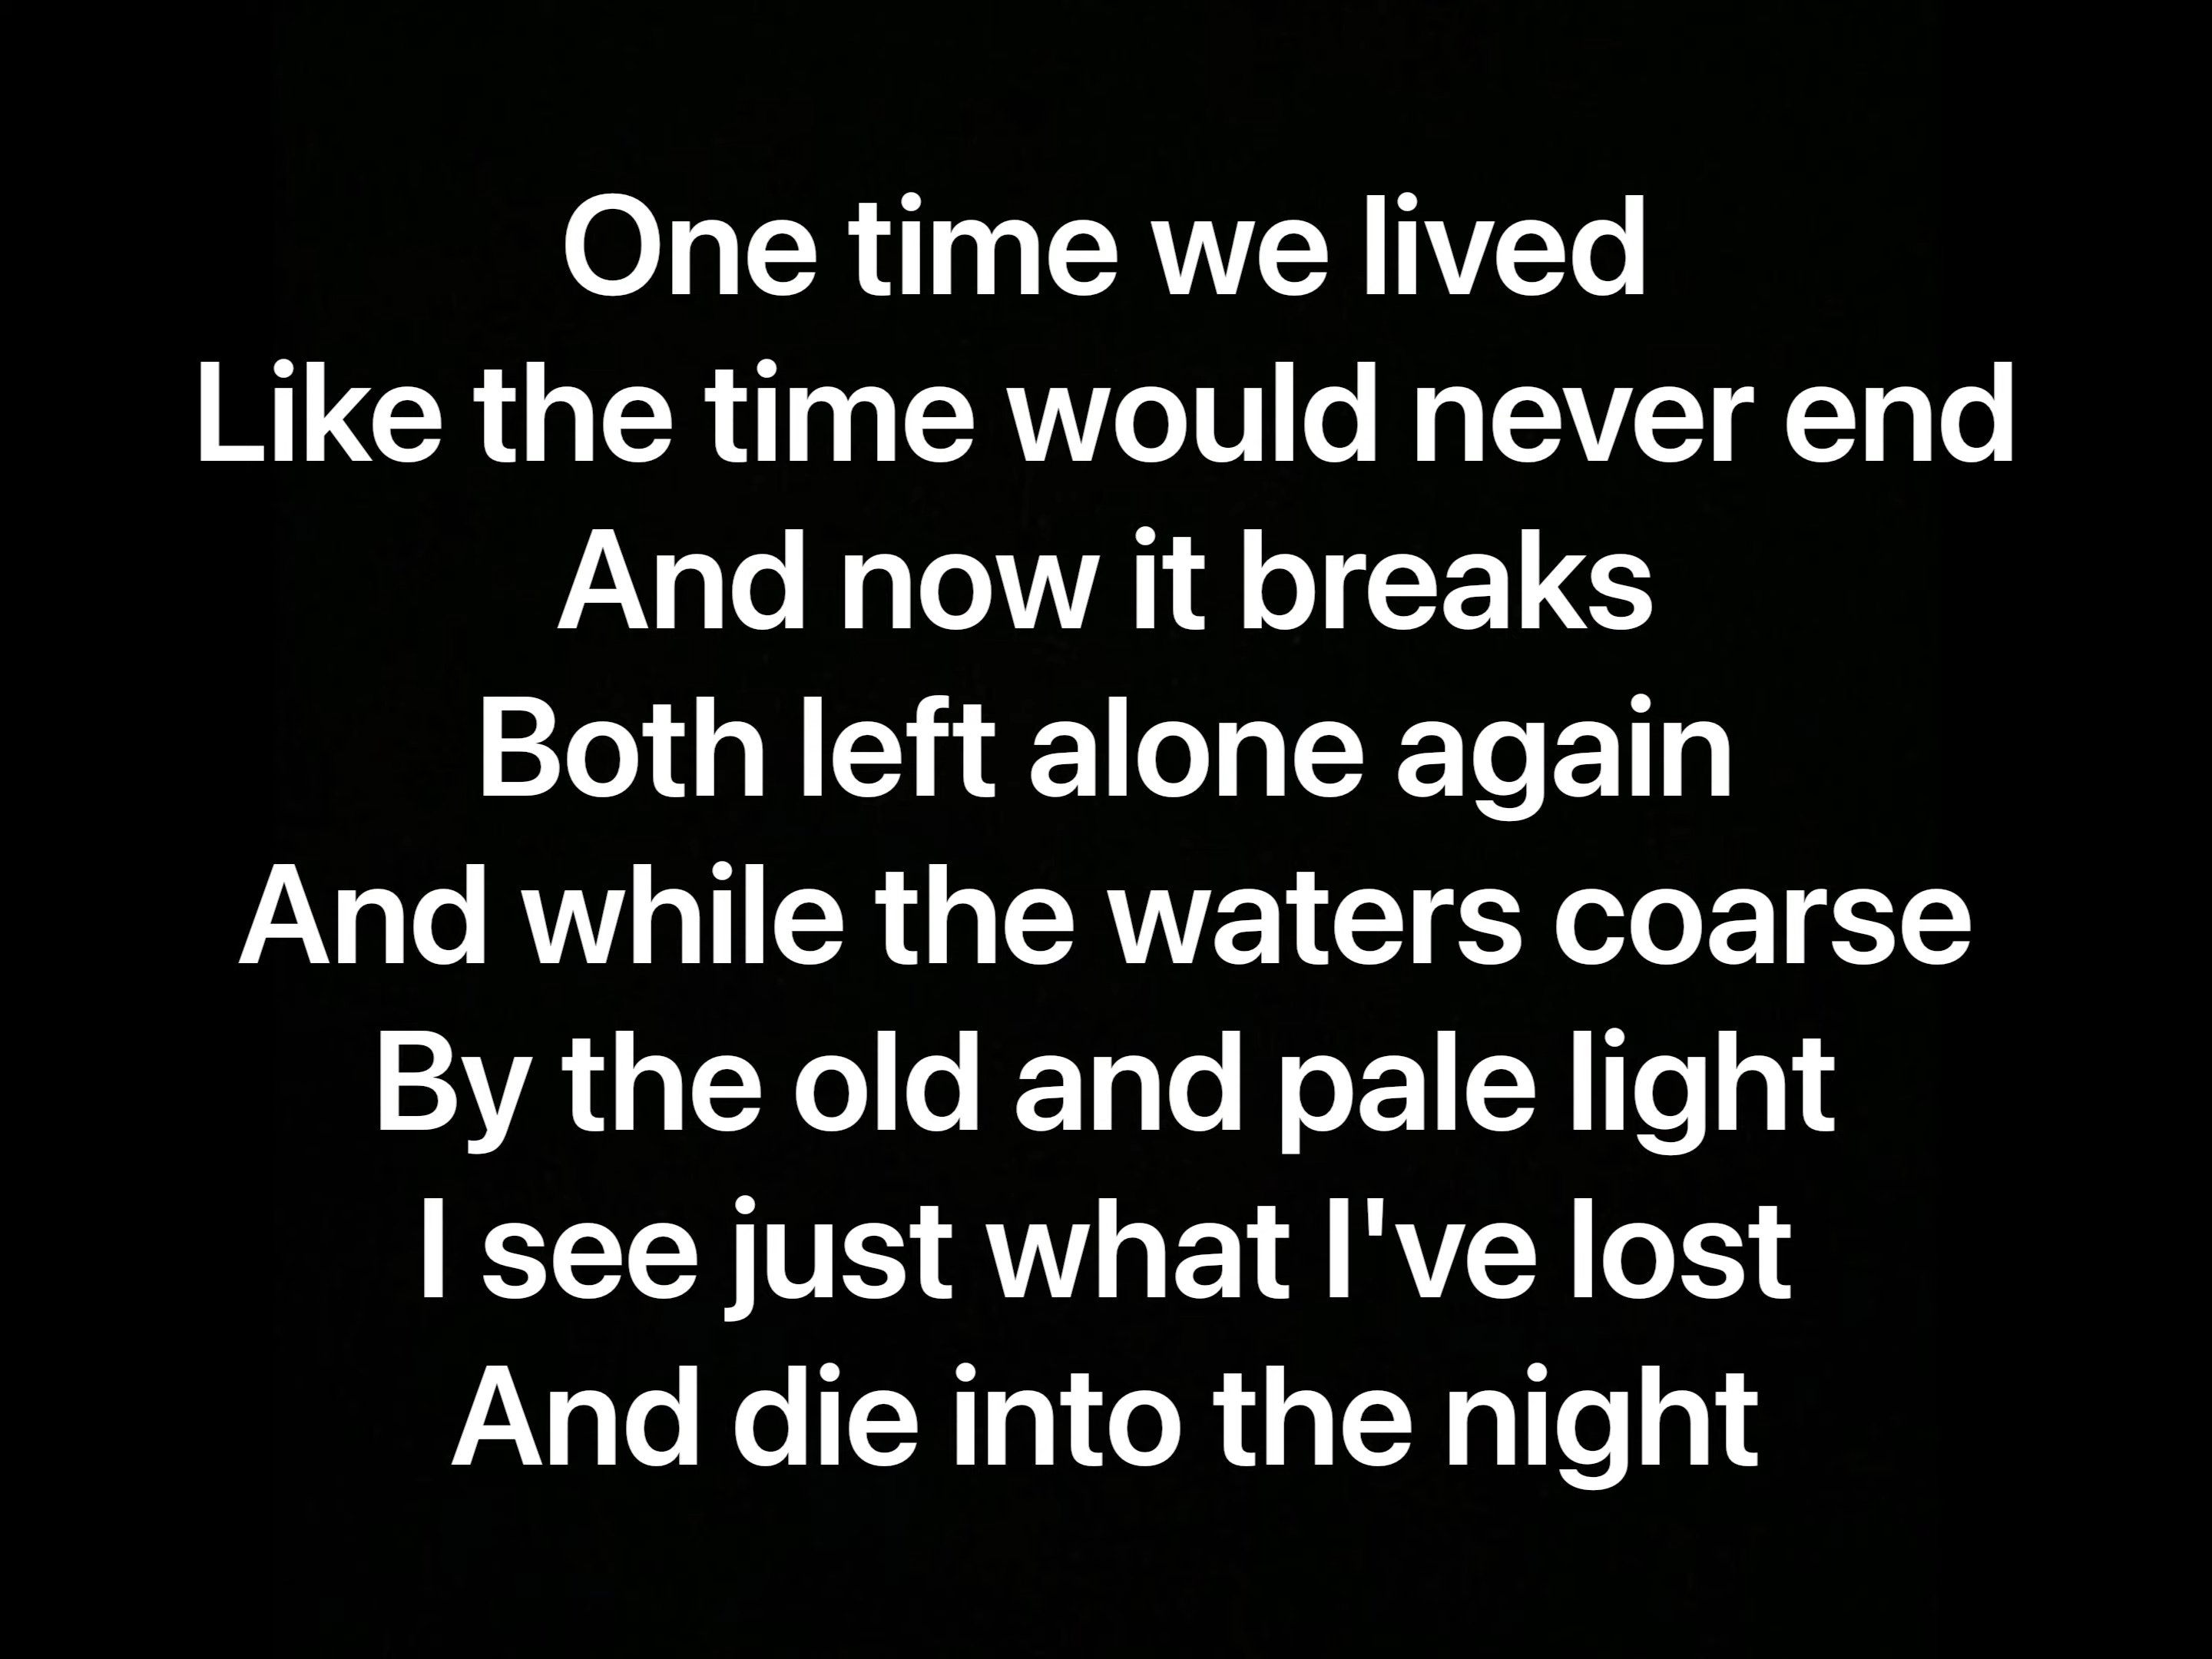 One time we lived
Like the time would never end
And now it breaks
Both left alone again
And while the waters coarse
By the old and pale light
I see just what I've lost
And die into the night